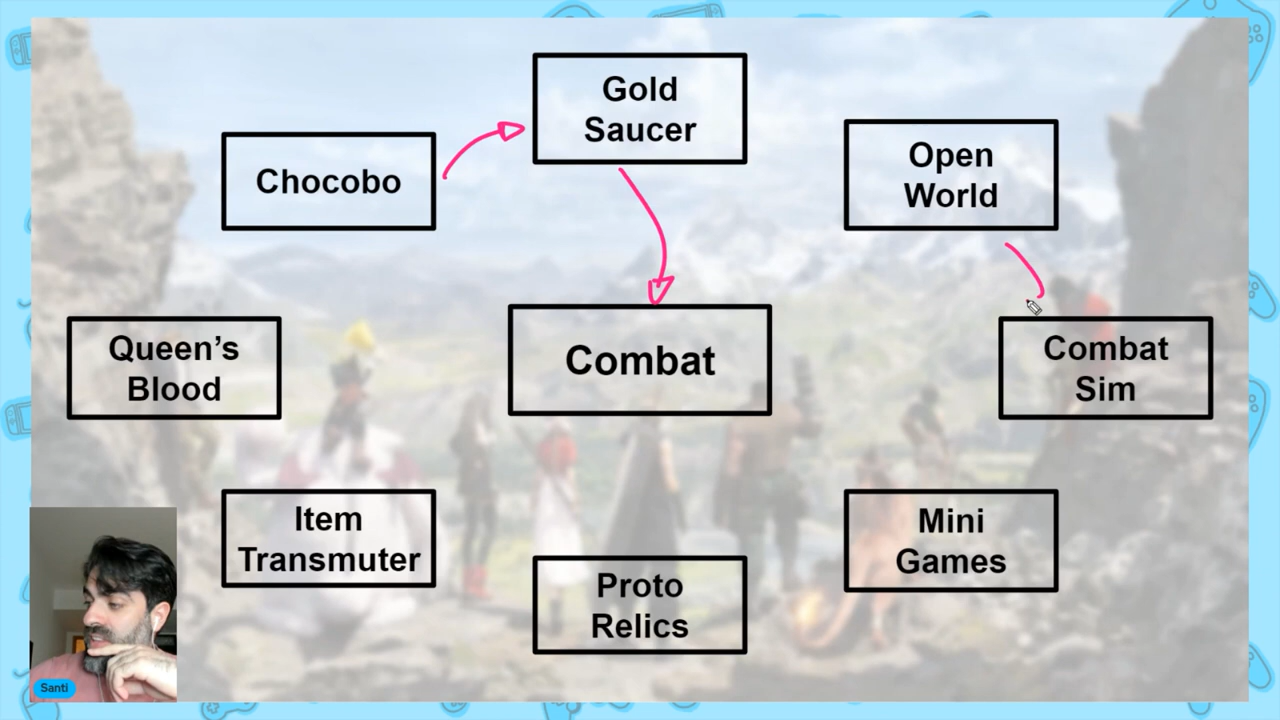 Gold
Saucer
Chocobo
Open
World
Queen's
Blood
Combat
Combat
Sim
Item
Transmuter
Mini
Games
Proto
Relics
Santi